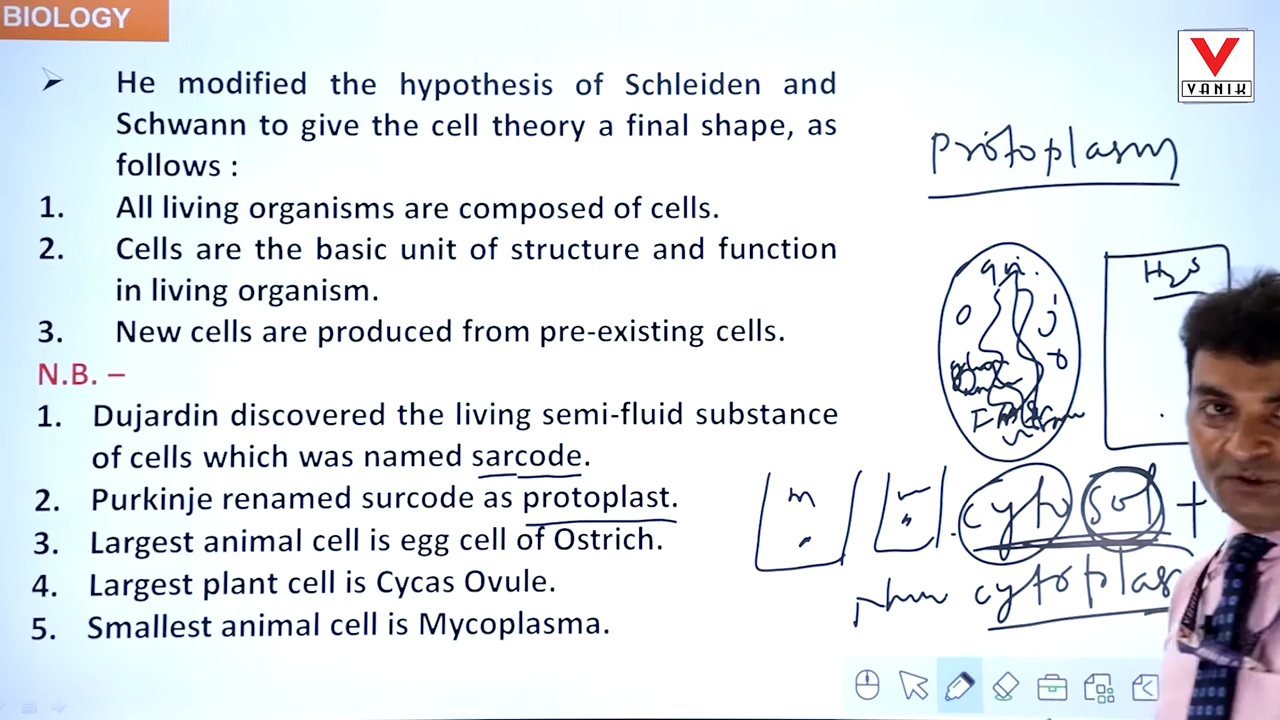 BIOLOGY
V
VANIK
➤ He modified the hypothesis of Schleiden and
Schwann to give the cell theory a final shape, as
follows :
1. All living organisms are composed of cells.
2. Cells are the basic unit of structure and function
in living organism.
3. New cells are produced from pre-existing cells.
N.B. –
1. Dujardin discovered the living semi-fluid substance
of cells which was named sarcode.
2. Purkinje renamed surcode as protoplast.
3. Largest animal cell is egg cell of Ostrich.
4. Largest plant cell is Cycas Ovule.
5. Smallest animal cell is Mycoplasma.
Protoplasm
cyto sol +
cytoplas